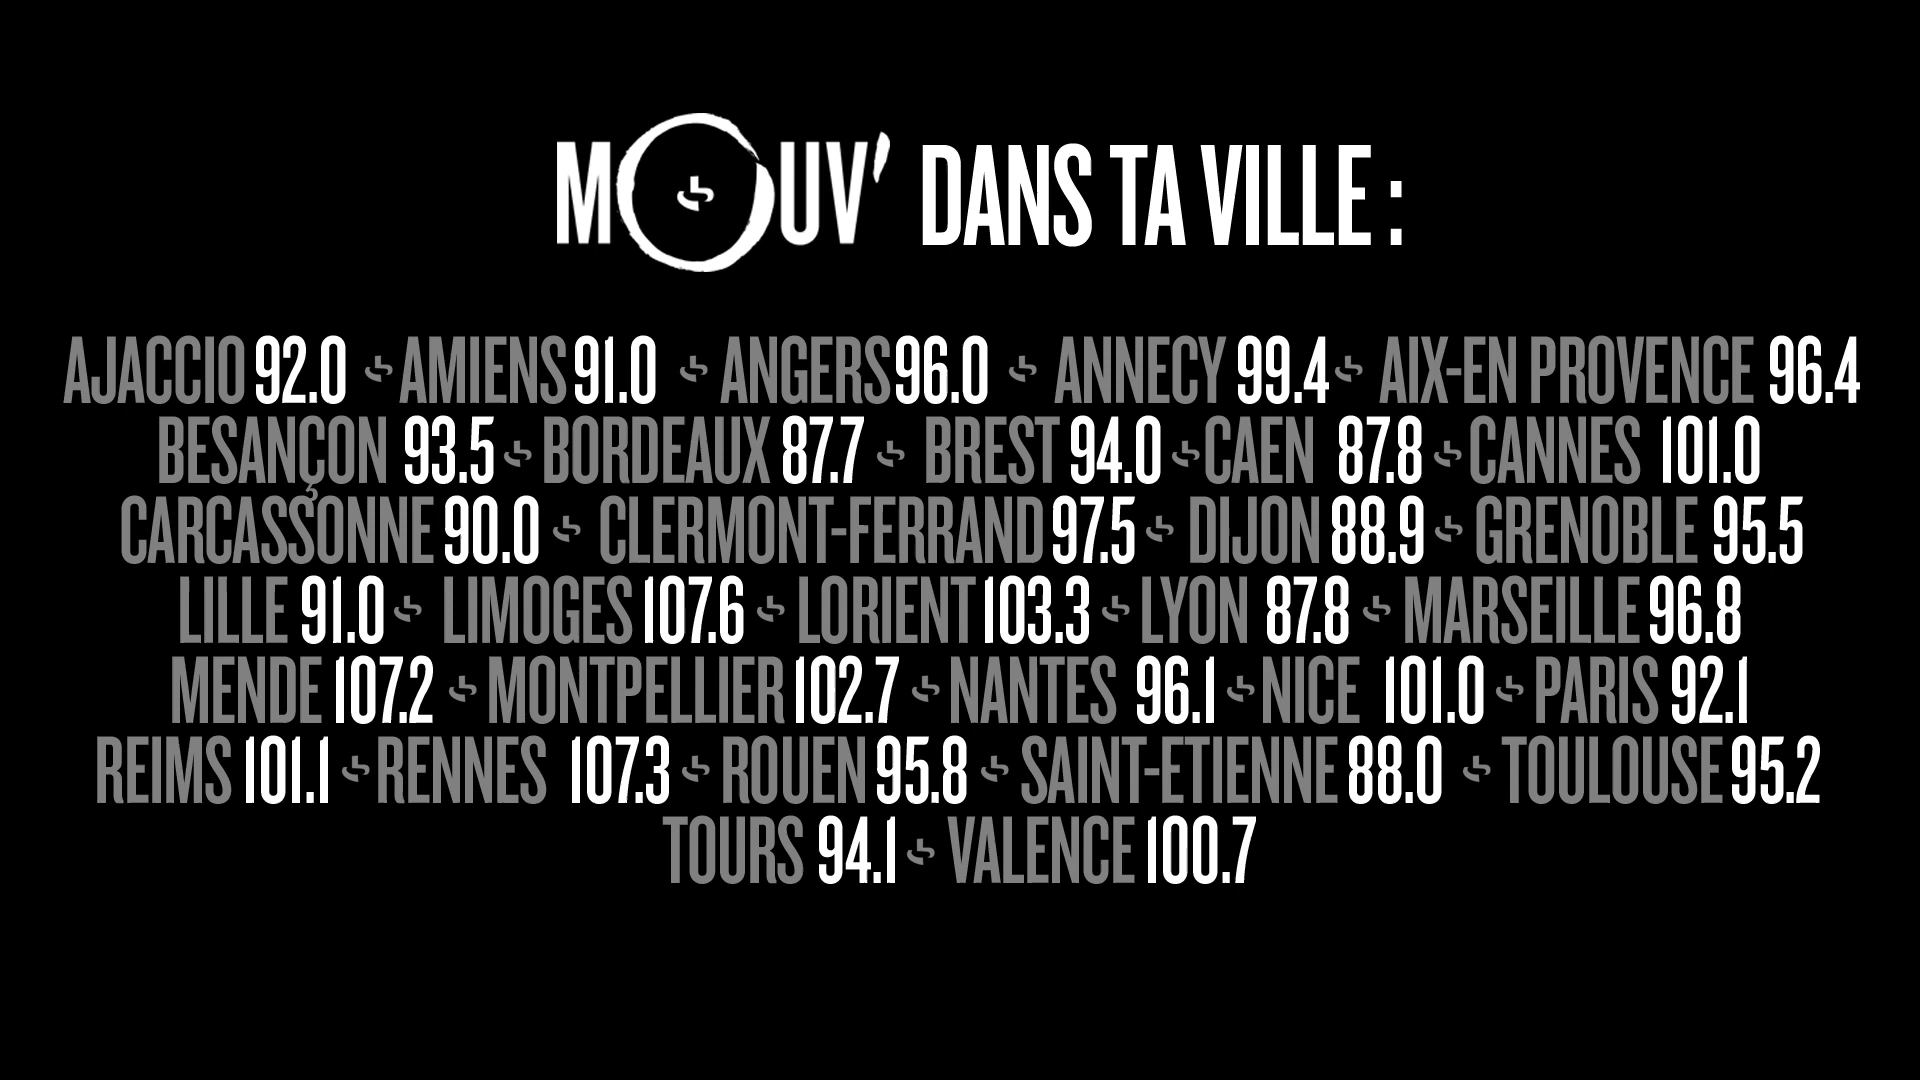 MOUV' DANS TA VILLE :
AJACCIO 92.0 AMIENS 91.0 ANGERS 96.0 ANNECY 99.4 AIX-EN PROVENCE 96.4
BESANÇON 93.5 BORDEAUX 87.7 BREST 94.0 CAEN 87.8 CANNES 101.0
CARCASSONNE 90.0 CLERMONT-FERRAND 97.5 DIJON 88.9 GRENOBLE 95.5
LILLE 91.0 LIMOGES 107.6 LORIENT 103.3 LYON 87.8 MARSEILLE 96.8
MENDE 107.2 MONTPELLIER 102.7 NANTES 96.1 NICE 101.0 PARIS 92.1
REIMS 101.1 RENNES 107.3 ROUEN 95.8 SAINT-ETIENNE 88.0 TOULOUSE 95.2
TOURS 94.1 VALENCE 100.7